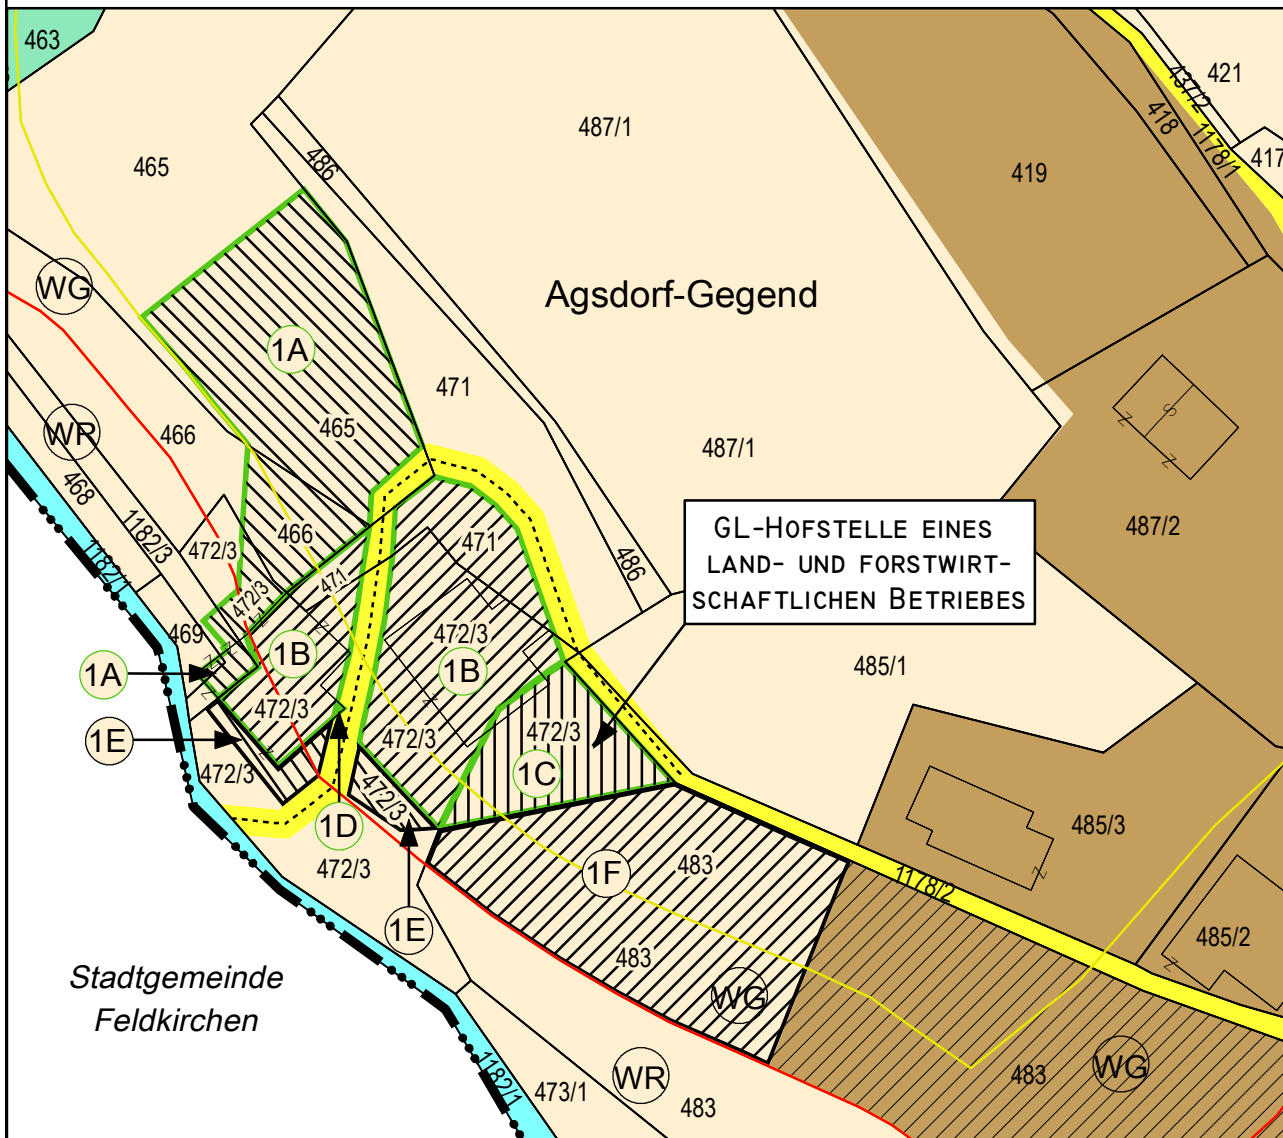 463
421
437/2
418
1178/1
417
487/1
465
486
419
WG
Agsdorf-Gegend
1A
471
465
466
WR
487/1
468
1182/3
1182/1
GL-HOFSTELLE EINES
LAND- UND FORSTWIRT-
SCHAFTLICHEN BETRIEBES
487/2
S
Z
Z
472/3
466
471
471
486
472/3
469
472/3
1B
1B
485/1
1A
472/3
472/3
472/3
1E
1C
472/3
472/3
1D
472/3
485/3
1F
483
1178/2
Z
1E
485/2
Z
483
WG
Stadtgemeinde
Feldkirchen
1182/1
473/1
WR
483
483
WG